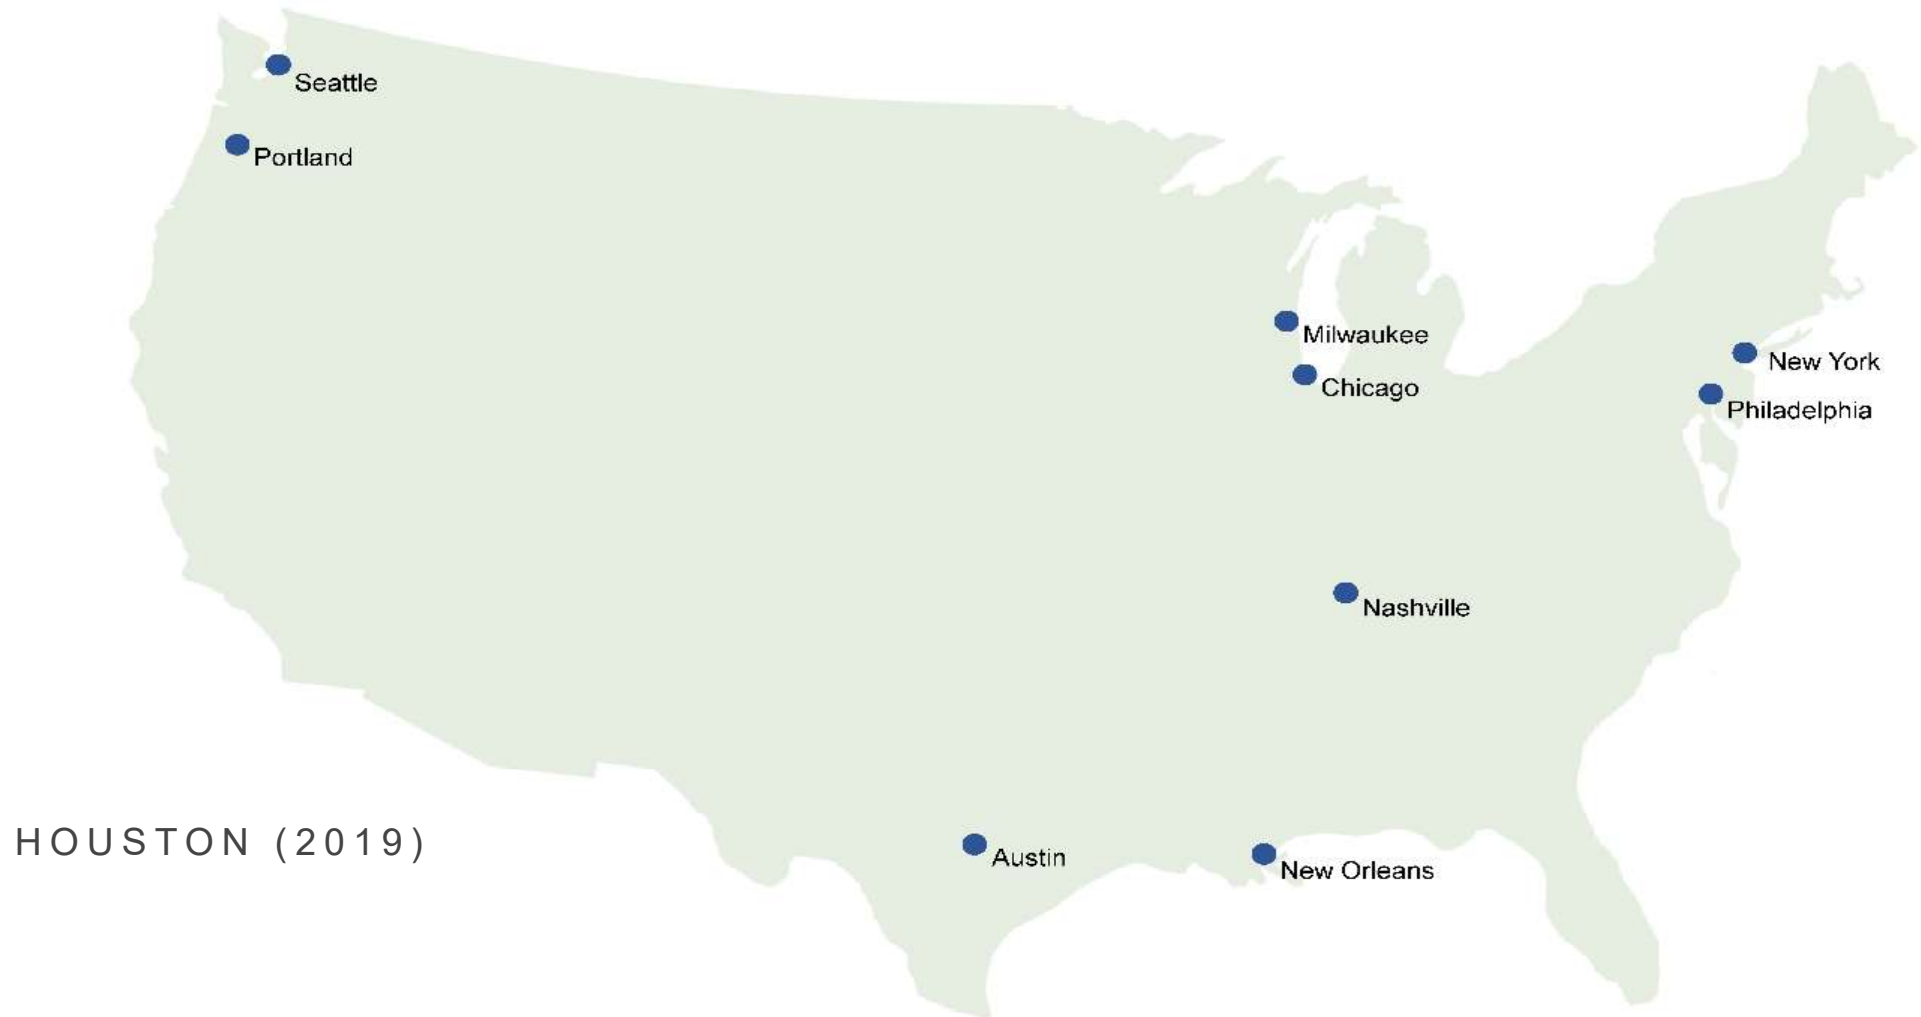 Seattle
Portland
Milwaukee
Chicago
New York
Philadelphia
Nashville
HOUSTON (2019)
Austin
New Orleans